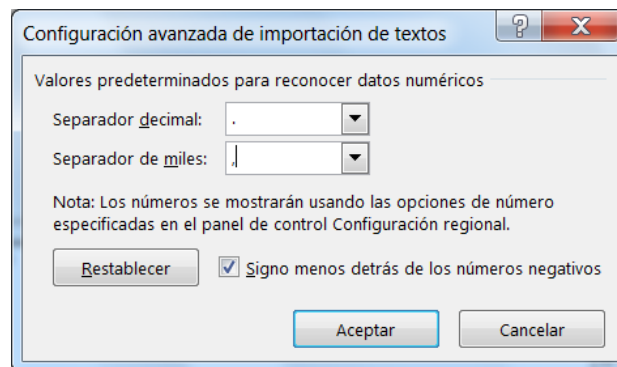 Configuración avanzada de importación de textos
Valores predeterminados para reconocer datos numéricos
Separador decimal: .
Separador de miles: ,
Nota: Los números se mostrarán usando las opciones de número
especificadas en el panel de control Configuración regional.
Restablecer Signo menos detrás de los números negativos
Aceptar Cancelar